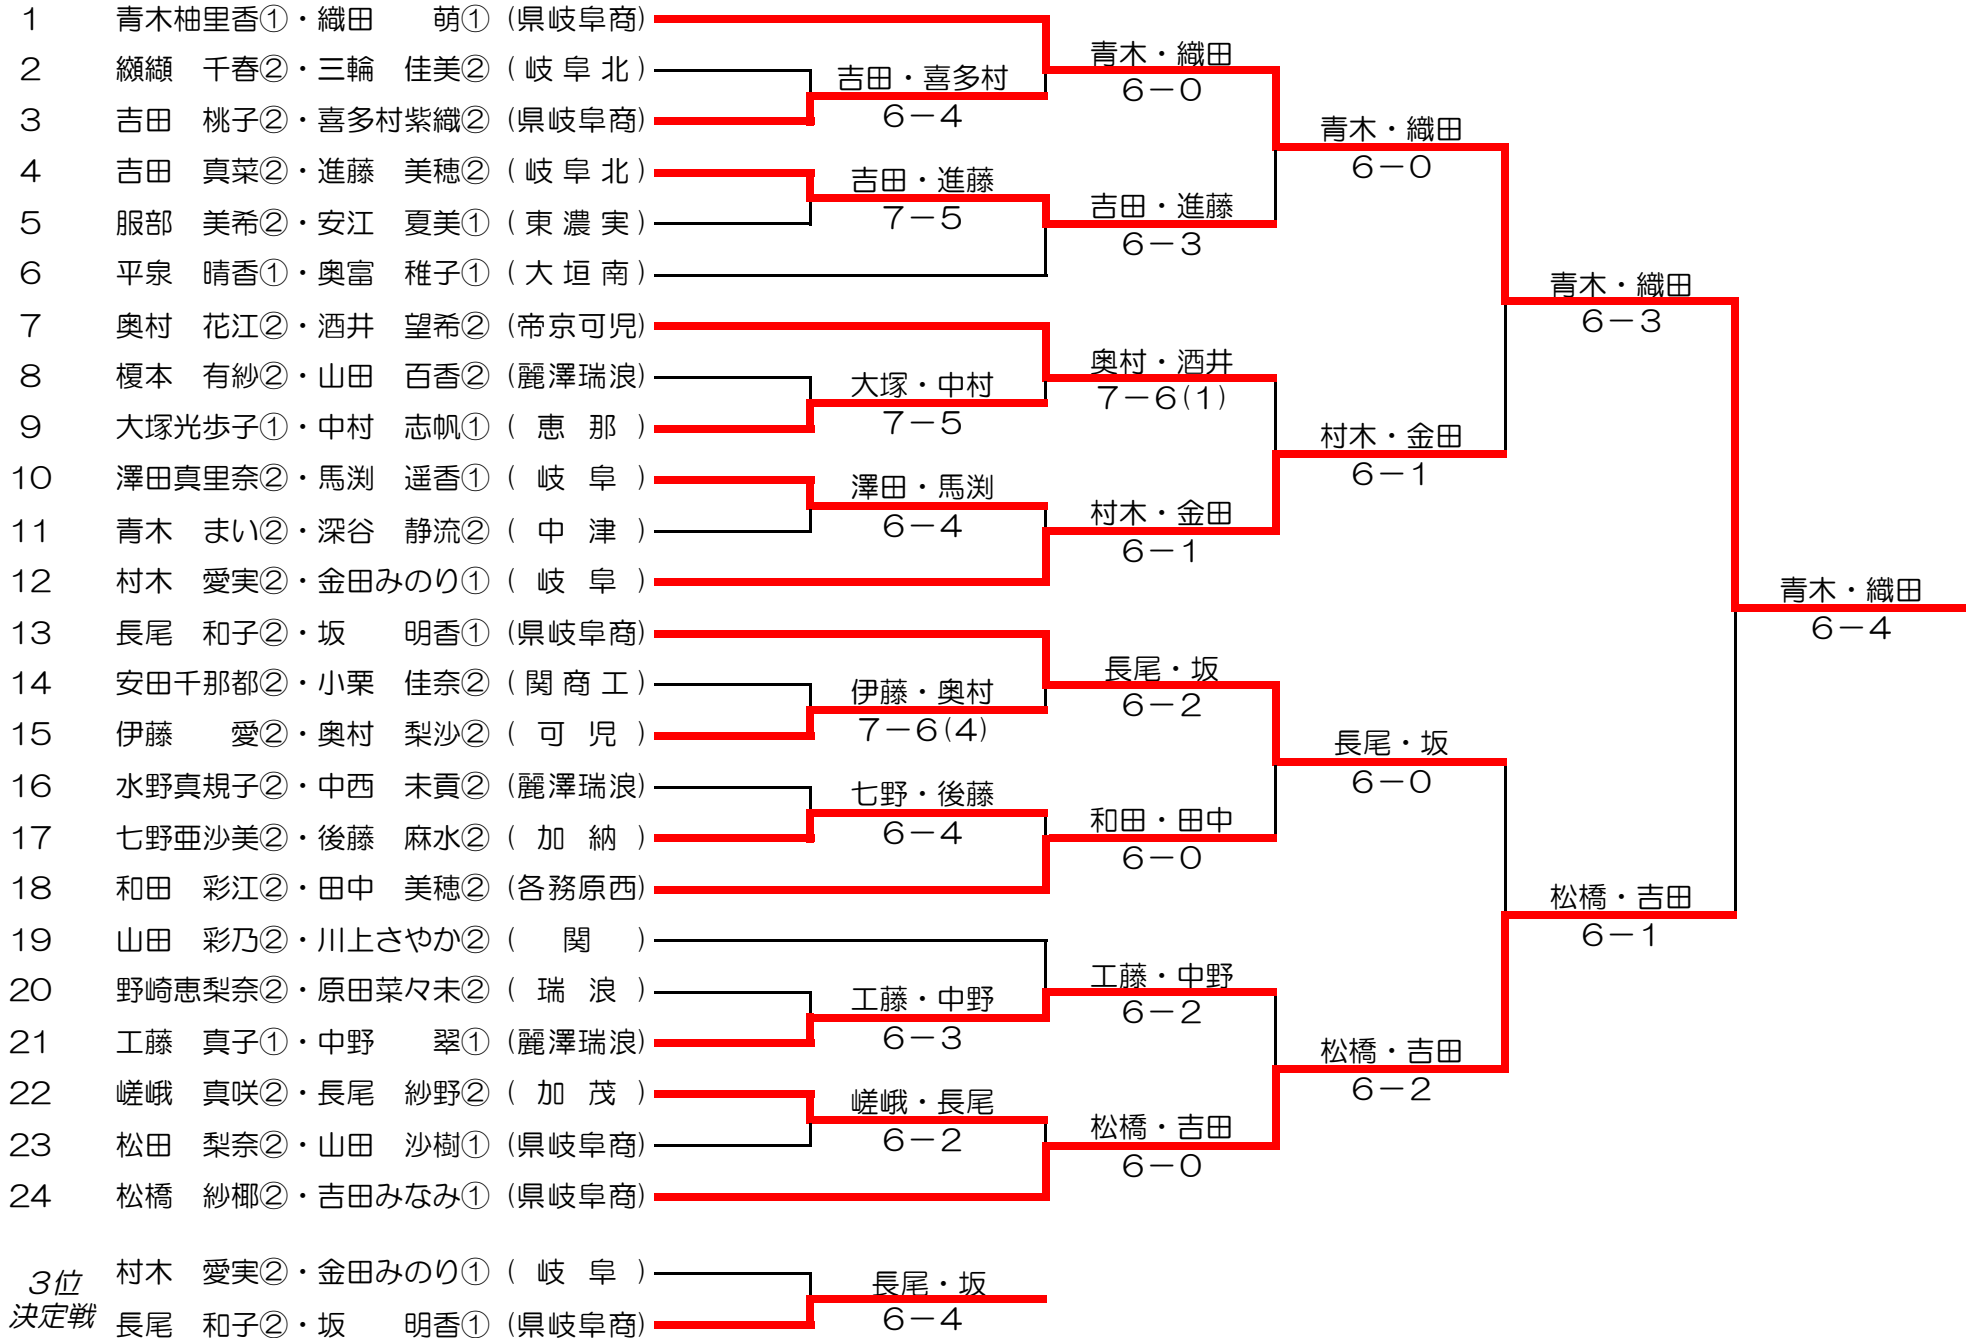 1 青木柚里香①・織田　萌① (県岐阜商)
2 纐纈　千春②・三輪　佳美② (岐阜北)
3 吉田　桃子②・喜多村紫織② (県岐阜商)
4 吉田　真菜②・進藤　美穂② (岐阜北)
5 服部　美希②・安江　夏美① (東濃実)
6 平泉　晴香①・奥富　稚子① (大垣南)
7 奥村　花江②・酒井　望希② (帝京可児)
8 榎本　有紗②・山田　百香② (麗澤瑞浪)
9 大塚光歩子①・中村　志帆① (恵那)
10 澤田真里奈②・馬渕　遥香① (岐阜)
11 青木　まい②・深谷　静流② (中津)
12 村木　愛実②・金田みのり① (岐阜)
13 長尾　和子②・坂　明香① (県岐阜商)
14 安田千那都②・小栗　佳奈② (関商工)
15 伊藤　愛②・奥村　梨沙② (可児)
16 水野真規子②・中西　未貢② (麗澤瑞浪)
17 七野亜沙美②・後藤　麻水② (加納)
18 和田　彩江②・田中　美穂② (各務原西)
19 山田　彩乃②・川上さやか② (関)
20 野崎恵梨奈②・原田菜々未② (瑞浪)
21 工藤　真子①・中野　翠① (麗澤瑞浪)
22 嵯峨　真咲②・長尾　紗野② (加茂)
23 松田　梨奈②・山田　沙樹① (県岐阜商)
24 松橋　紗椰②・吉田みなみ① (県岐阜商)
吉田・喜多村
6－4
吉田・進藤
7－5
大塚・中村
7－5
澤田・馬渕
6－4
伊藤・奥村
7－6(4)
七野・後藤
6－4
工藤・中野
6－3
嵯峨・長尾
6－2
青木・織田
6－0
吉田・進藤
6－3
奥村・酒井
7－6(1)
村木・金田
6－1
長尾・坂
6－2
和田・田中
6－0
工藤・中野
6－2
松橋・吉田
6－0
青木・織田
6－0
村木・金田
6－1
長尾・坂
6－0
松橋・吉田
6－2
青木・織田
6－3
松橋・吉田
6－1
青木・織田
6－4
3位
決定戦
村木　愛実②・金田みのり① (岐阜)
長尾　和子②・坂　明香① (県岐阜商)
長尾・坂
6－4